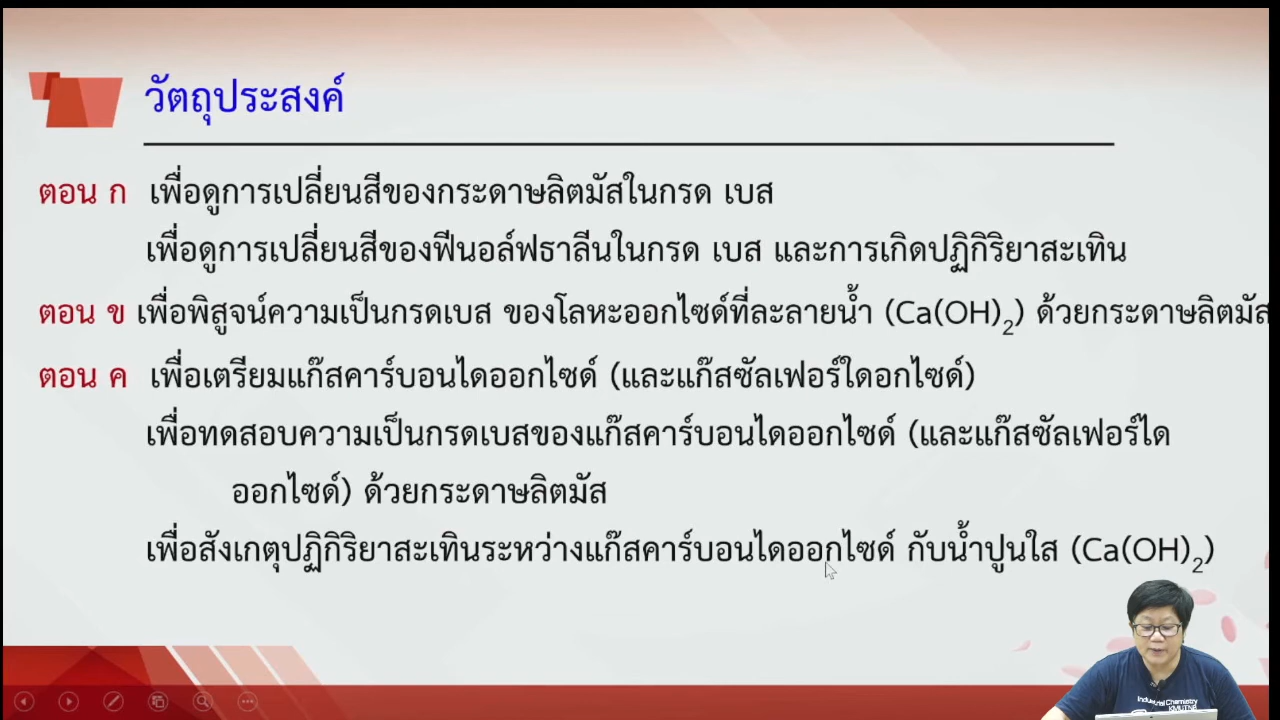 วัตถุประสงค์
ตอน ก เพื่อดูการเปลี่ยนสีของกระดาษลิตมัสในกรด เบส
เพื่อดูการเปลี่ยนสีของฟีนอล์ฟธาลีนในกรด เบส และการเกิดปฏิกิริยาสะเทิน
ตอน ข เพื่อพิสูจน์ความเป็นกรดเบส ของโลหะออกไซด์ที่ละลายน้ำ (Ca(OH)₂) ด้วยกระดาษลิตมัส
ตอน ค เพื่อเตรียมแก๊สคาร์บอนไดออกไซด์ (และแก๊สซัลเฟอร์ใดอกไซด์)
เพื่อทดสอบความเป็นกรดเบสของแก๊สคาร์บอนไดออกไซด์ (และแก๊สซัลเฟอร์ได
ออกไซด์) ด้วยกระดาษลิตมัส
เพื่อสังเกตุปฏิกิริยาสะเทินระหว่างแก๊สคาร์บอนไดออกไซด์ กับน้ำปูนใส (Ca(OH)₂)
Industrial Chemistry
KMUTNB